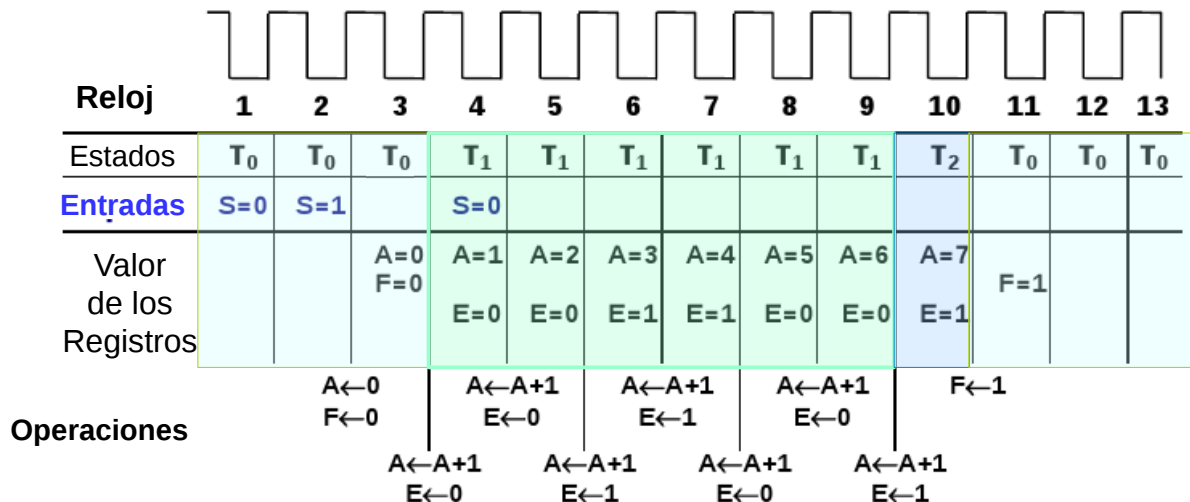 Reloj 1 2 3 4 5 6 7 8 9 10 11 12 13
Estados T₀ T₀ T₀ T₁ T₁ T₁ T₁ T₁ T₁ T₂ T₀ T₀ T₀
Entradas S=0 S=1 S=0
Valor de los Registros
A=0 A=1 A=2 A=3 A=4 A=5 A=6 A=7
F=0 F=1
E=0 E=0 E=1 E=1 E=0 E=0 E=1
Operaciones
A←0 A←A+1 A←A+1 A←A+1 F←1
F←0 E←0 E←1 E←0
A←A+1 A←A+1 A←A+1 A←A+1
E←0 E←1 E←0 E←1